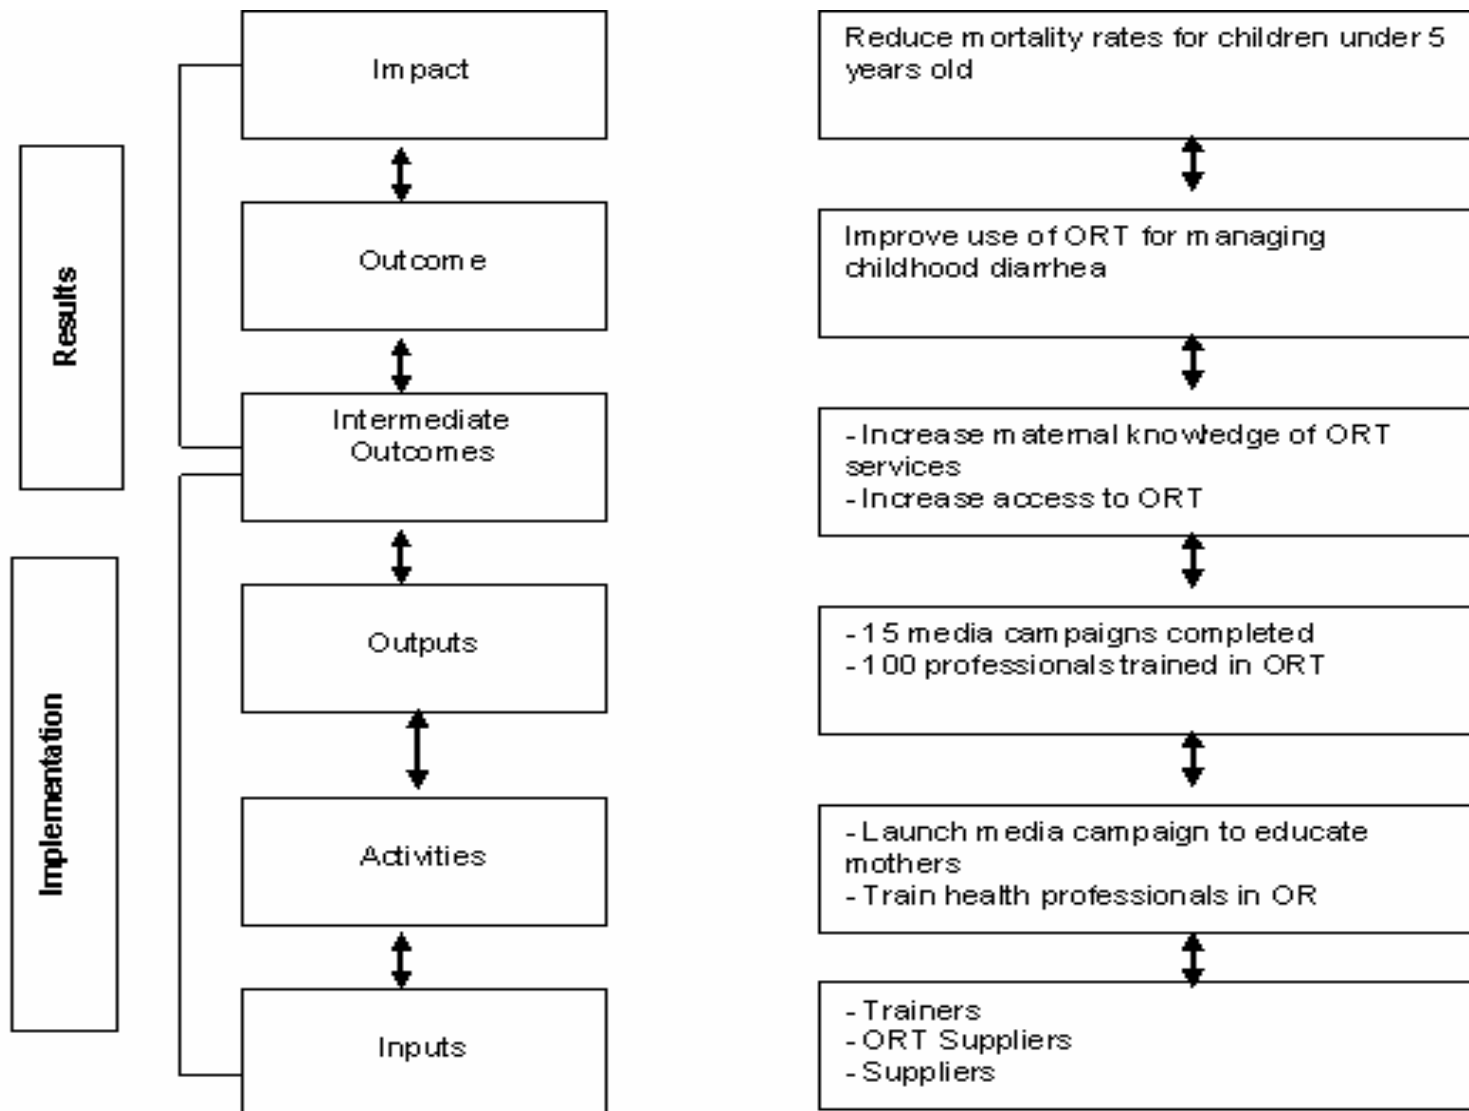 Impact
Reduce mortality rates for children under 5
years old
Results
Outcome
Improve use of ORT for managing
childhood diarrhea
Intermediate
Outcomes
- Increase maternal knowledge of ORT
services
- Increase access to ORT
Implementation
Outputs
- 15 media campaigns completed
- 100 professionals trained in ORT
Activities
- Launch media campaign to educate
mothers
- Train health professionals in OR
Inputs
- Trainers
- ORT Suppliers
- Suppliers